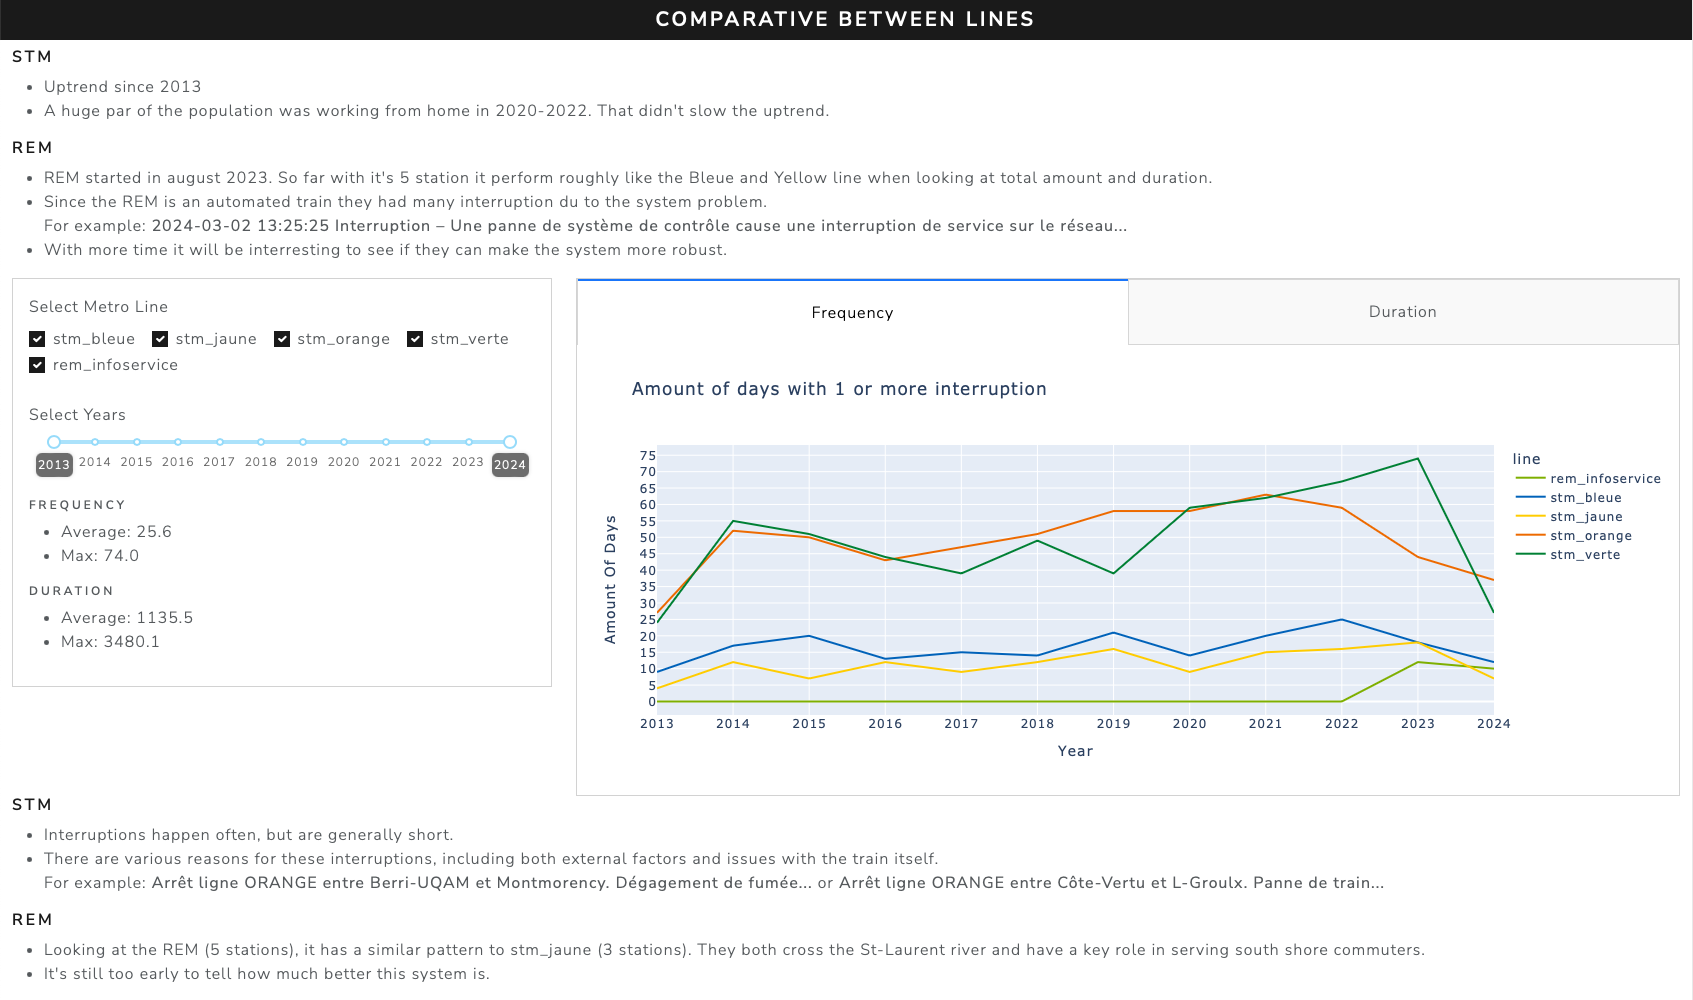 COMPARATIVE BETWEEN LINES
STM
Uptrend since 2013
A huge par of the population was working from home in 2020-2022. That didn't slow the uptrend.
REM
REM started in august 2023. So far with it's 5 station it perform roughly like the Bleue and Yellow line when looking at total amount and duration.
Since the REM is an automated train they had many interruption du to the system problem.
For example: 2024-03-02 13:25:25 Interruption – Une panne de système de contrôle cause une interruption de service sur le réseau...
With more time it will be interresting to see if they can make the system more robust.
Select Metro Line
stm_bleue stm_jaune stm_orange stm_verte
rem_infoservice
Select Years
2013 2014 2015 2016 2017 2018 2019 2020 2021 2022 2023 2024
FREQUENCY
Average: 25.6
Max: 74.0
DURATION
Average: 1135.5
Max: 3480.1
Frequency
Duration
Amount of days with 1 or more interruption
Amount Of Days
75
70
65
60
55
50
45
40
35
30
25
20
15
10
5
0
2013 2014 2015 2016 2017 2018 2019 2020 2021 2022 2023 2024
Year
line
rem_infoservice
stm_bleue
stm_jaune
stm_orange
stm_verte
STM
Interruptions happen often, but are generally short.
There are various reasons for these interruptions, including both external factors and issues with the train itself.
For example: Arrêt ligne ORANGE entre Berri-UQAM et Montmorency. Dégagement de fumée... or Arrêt ligne ORANGE entre Côte-Vertu et L-Groulx. Panne de train...
REM
Looking at the REM (5 stations), it has a similar pattern to stm_jaune (3 stations). They both cross the St-Laurent river and have a key role in serving south shore commuters.
It's still too early to tell how much better this system is.